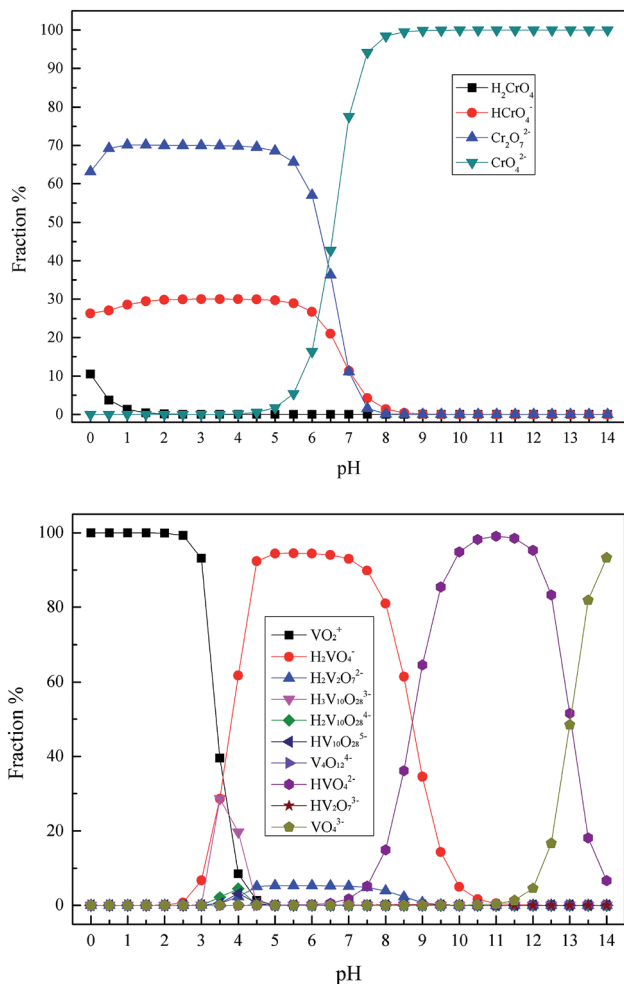 100
90
80
70
60
50
40
30
20
10
0
Fraction %
H₂CrO₄
HCrO₄⁻
Cr₂O₇²⁻
CrO₄²⁻
0 1 2 3 4 5 6 7 8 9 10 11 12 13 14
pH
100
80
60
40
20
0
Fraction %
VO₂⁺
H₂VO₄⁻
H₂V₂O₇²⁻
H₃V₁₀O₂₈³⁻
H₂V₁₀O₂₈⁴⁻
HV₁₀O₂₈⁵⁻
V₄O₁₂⁴⁻
HVO₄²⁻
HV₂O₇³⁻
VO₄³⁻
0 1 2 3 4 5 6 7 8 9 10 11 12 13 14
pH